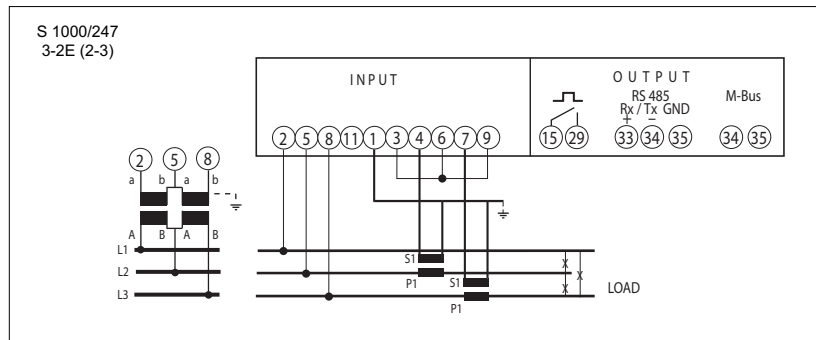 S 1000/247
3-2E (2-3)
INPUT
OUTPUT
RS 485
Rx / Tx GND
+ −
M-Bus
2 5 8 11 1 3 4 6 7 9
15 29 33 34 35 34 35
2 5 8
a b a b
A B A B
L1
L2
L3
S1
P1
S1
P1
X
X
X
LOAD